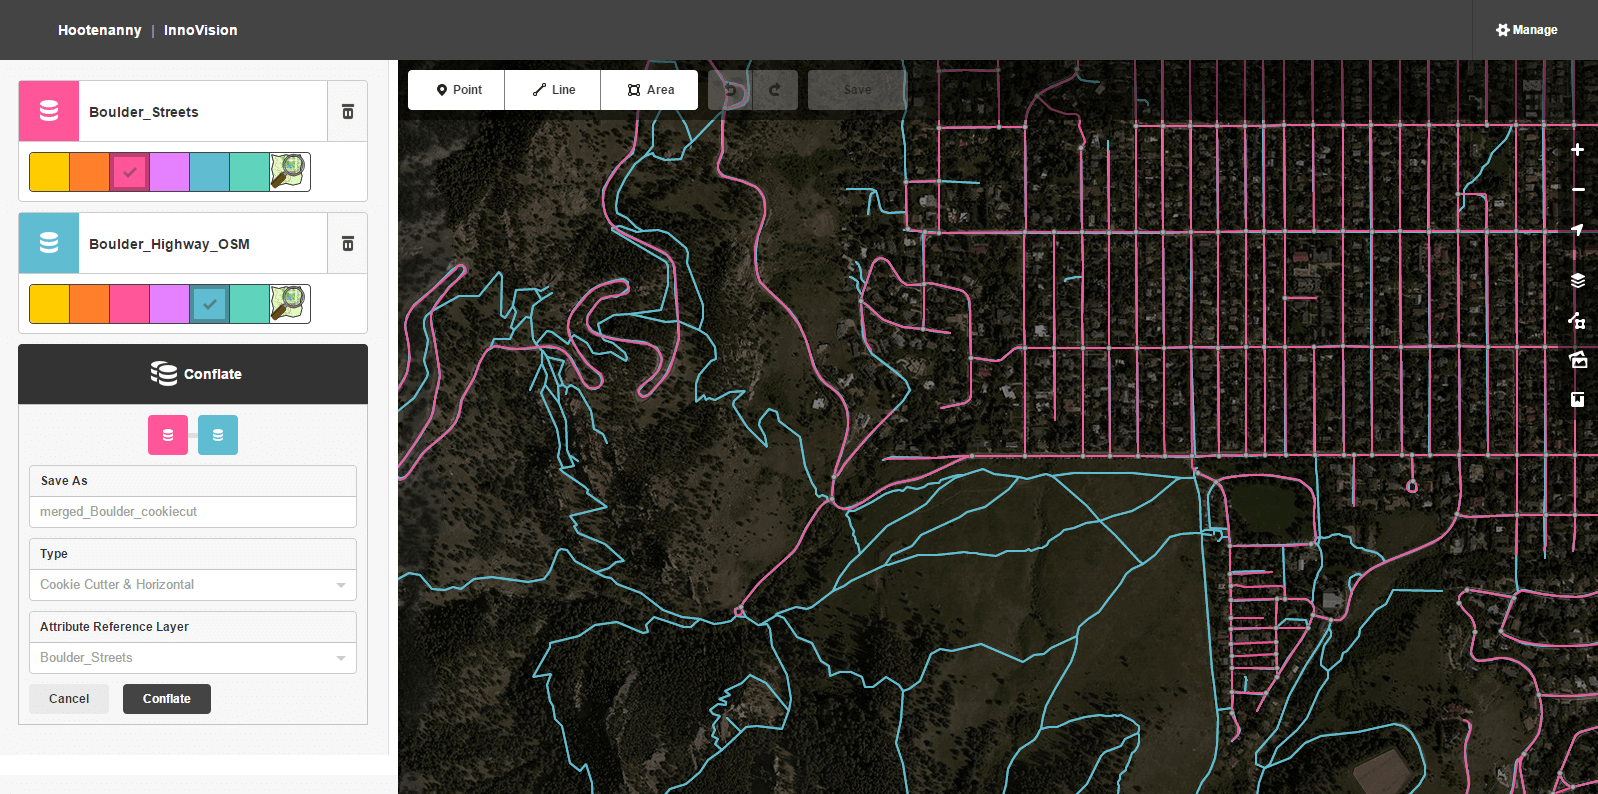 Hootenanny | InnoVision
Manage
Boulder_Streets
Boulder_Highway_OSM
Conflate
Save As
merged_Boulder_cookiecut
Type
Cookie Cutter & Horizontal
Attribute Reference Layer
Boulder_Streets
Cancel
Conflate
Point
Line
Area
Save